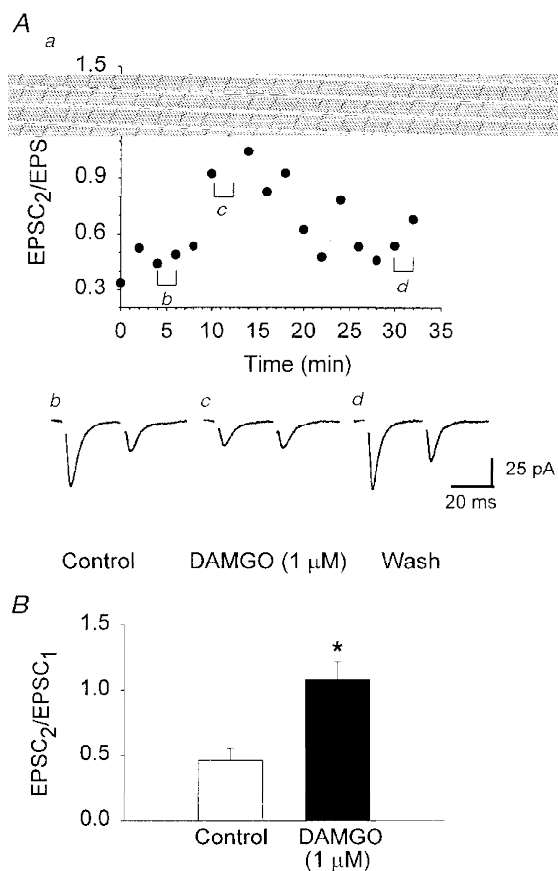 A
a
1.5
EPSC2/EPS
0.9
0.6
0.3
c
b
d
0 5 10 15 20 25 30 35
Time (min)
b c d
25 pA
20 ms
Control DAMGO (1 μM) Wash
B
EPSC2/EPSC1
1.5
*
1.0
0.5
0.0
Control DAMGO
(1 μM)